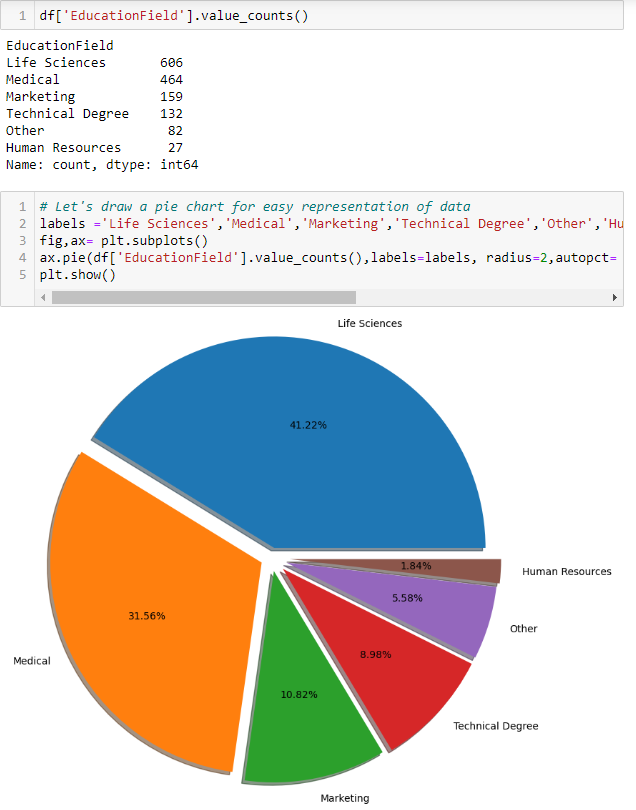 1 df['EducationField'].value_counts()
EducationField
Life Sciences 606
Medical 464
Marketing 159
Technical Degree 132
Other 82
Human Resources 27
Name: count, dtype: int64
1 # Let's draw a pie chart for easy representation of data
2 labels ='Life Sciences','Medical','Marketing','Technical Degree','Other','Hu
3 fig,ax= plt.subplots()
4 ax.pie(df['EducationField'].value_counts(),labels=labels, radius=2,autopct=
5 plt.show()
Life Sciences
41.22%
1.84%
Human Resources
5.58%
31.56%
Other
8.98%
Medical
10.82%
Technical Degree
Marketing